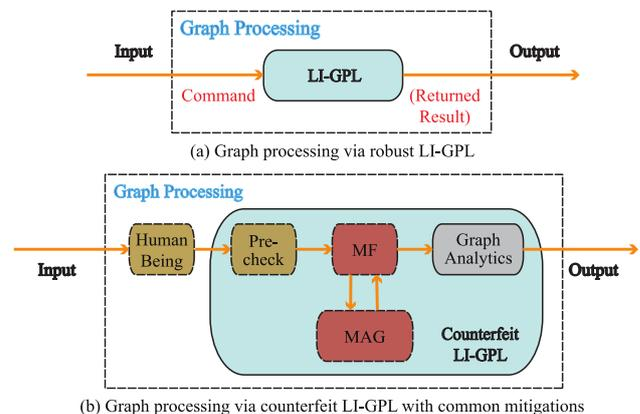 Graph Processing
Input
Output
LI-GPL
Command
(Returned
Result)
(a) Graph processing via robust LI-GPL
Graph Processing
Human
Being
Pre-
check
MF
Graph
Analytics
Input
Output
MAG
Counterfeit
LI-GPL
(b) Graph processing via counterfeit LI-GPL with common mitigations